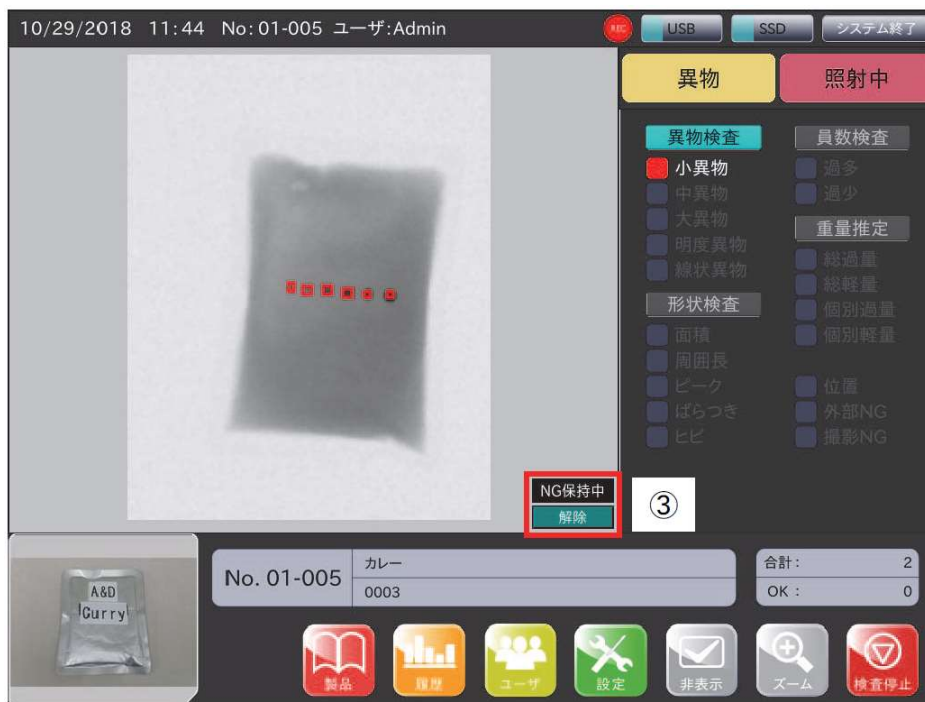 10/29/2018 11:44 No:01-005 ユーザ:Admin
REC
USB
SSD
システム終了
異物
照射中
異物検査
小異物
中異物
大異物
明度異物
線状異物
形状検査
面積
周囲長
ピーク
ばらつき
ヒビ
員数検査
過多
過少
重量推定
総過量
総軽量
個別過量
個別軽量
位置
外部NG
撮影NG
NG保持中
解除
③
A&D
Curry
No. 01-005
カレー
0003
合計: 2
OK: 0
製品
履歴
ユーザ
設定
非表示
ズーム
検査停止